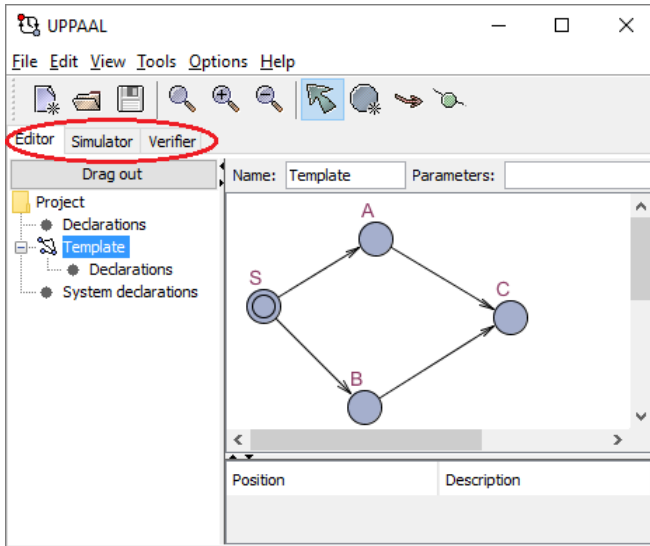 UPPAAL
File Edit View Tools Options Help
Editor Simulator Verifier
Drag out
Name: Template Parameters:
Project
Declarations
Template
Declarations
System declarations
A
S
C
B
Position Description